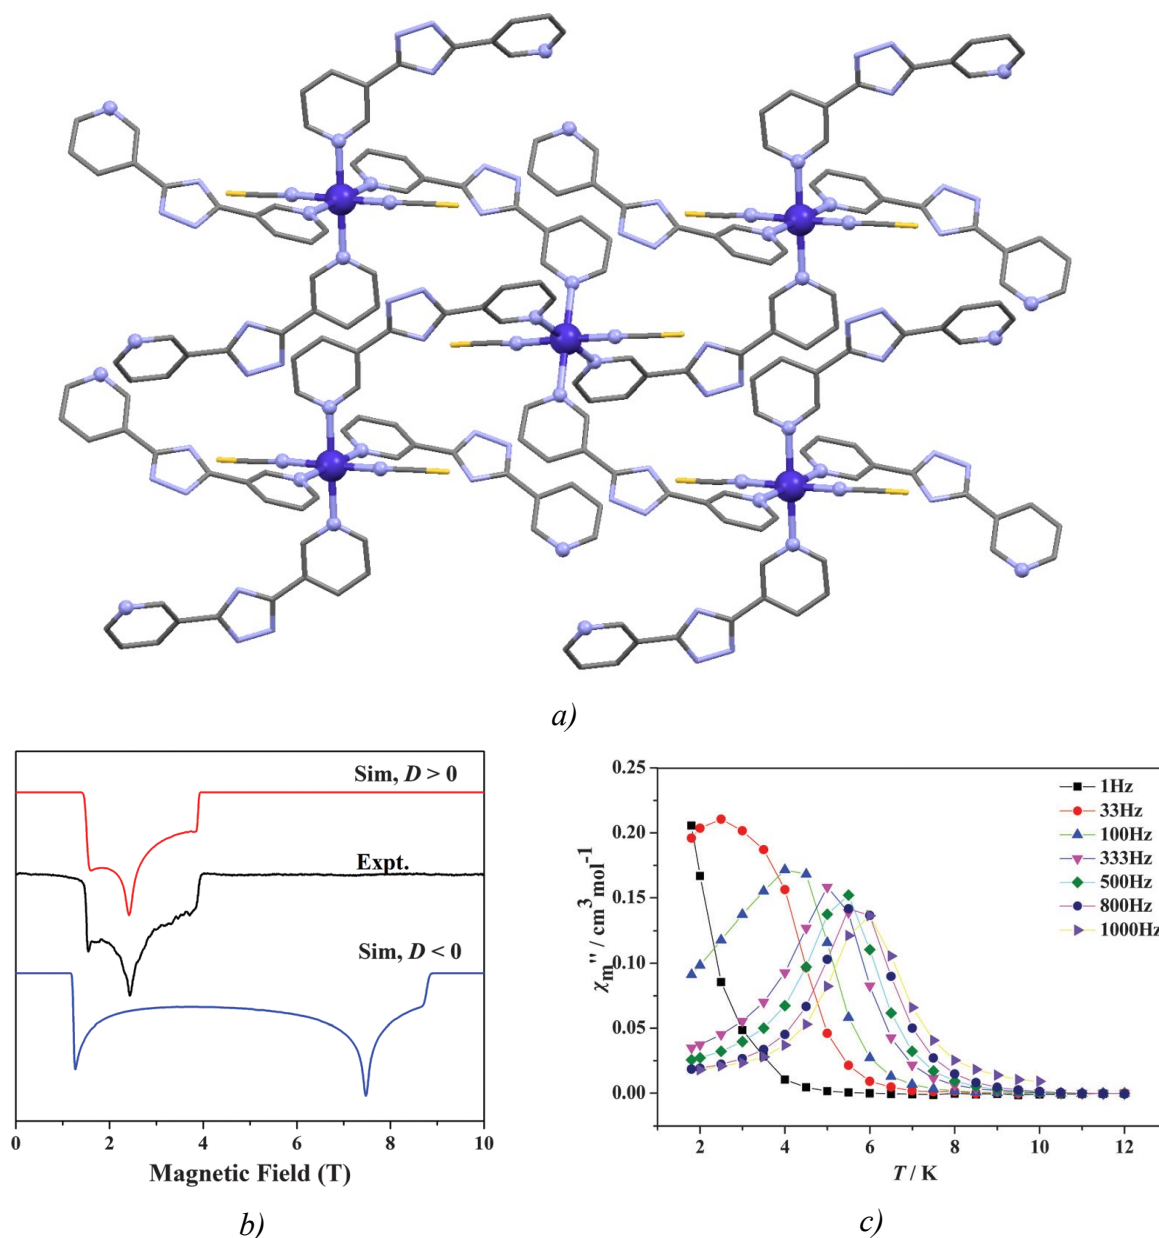 a)
Sim, D > 0
Expt.
Sim, D < 0
0 2 4 6 8 10
Magnetic Field (T)
b)
0.25
0.20
0.15
0.10
0.05
0.00
χm'' / cm³mol⁻¹
1Hz
33Hz
100Hz
333Hz
500Hz
800Hz
1000Hz
2 4 6 8 10 12
T / K
c)